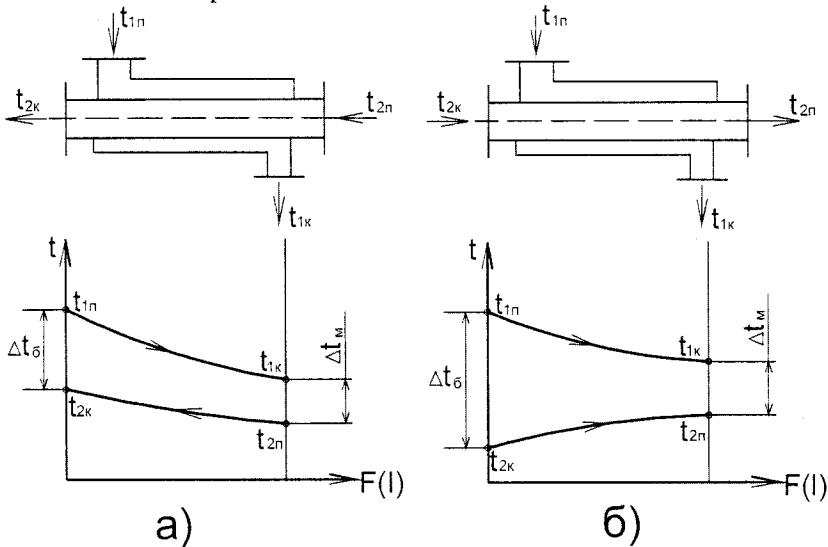 t1п
t2к
t2п
t1к
t
t1п
Δtб
t2к
t1к
t2п
Δtм
F(l)
а)
t1п
t2к
t2п
t1к
t
t1п
Δtб
t2к
t1к
t2п
Δtм
F(l)
б)